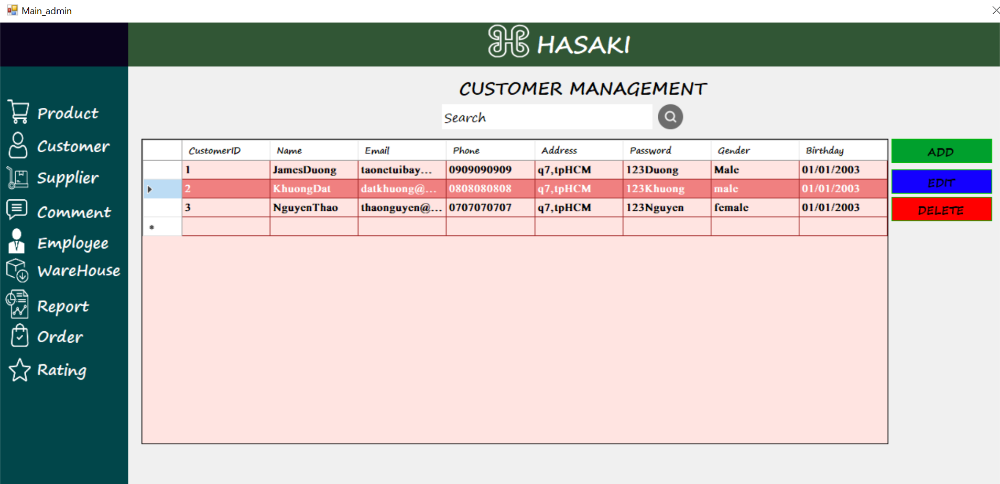 Main_admin
HASAKI
CUSTOMER MANAGEMENT
Search
Product
Customer
Supplier
Comment
Employee
WareHouse
Report
Order
Rating
CustomerID Name Email Phone Address Password Gender Birthday
1 JamesDuong taonetuibay... 0909090909 q7,tpHCM 123Duong Male 01/01/2003
2 KhuongDat datkhuong@... 0808080808 q7,tpHCM 123Khuong male 01/01/2003
3 NguyenThao thaonguyen@... 0707070707 q7,tpHCM 123Nguyen female 01/01/2003
ADD
EDIT
DELETE